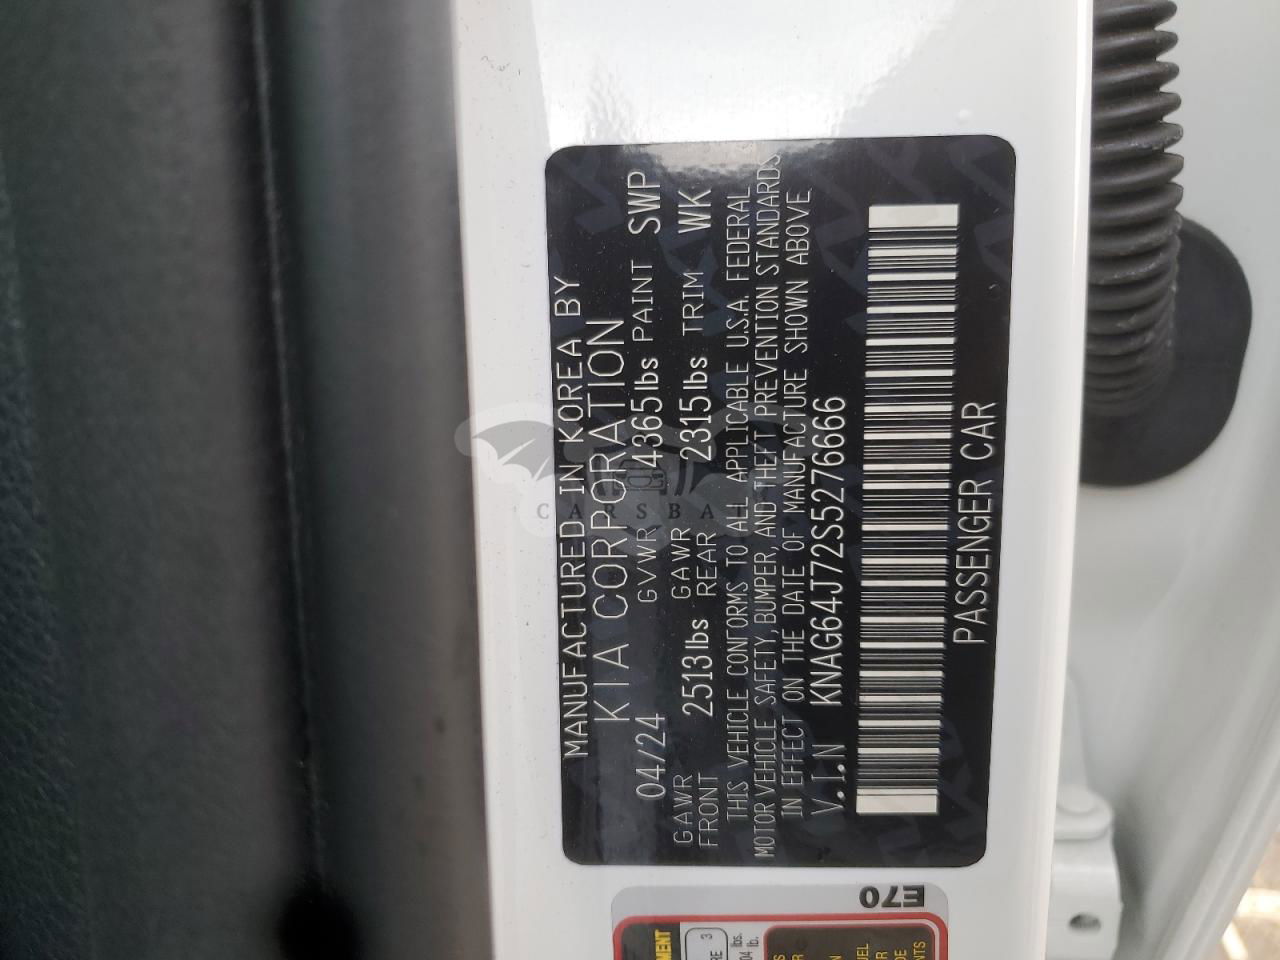 MANUFACTURED IN KOREA BY
KIA CORPORATION
04/24 GVWR 4365lbs PAINT SWP
GAWR FRONT 2513lbs GAWR REAR 2315lbs TRIM WK
THIS VEHICLE CONFORMS TO ALL APPLICABLE U.S.A. FEDERAL
MOTOR VEHICLE SAFETY, BUMPER, AND THEFT PREVENTION STANDARDS
IN EFFECT ON THE DATE OF MANUFACTURE SHOWN ABOVE
V.I.N KNAG64J72S5276666
PASSENGER CAR
E70